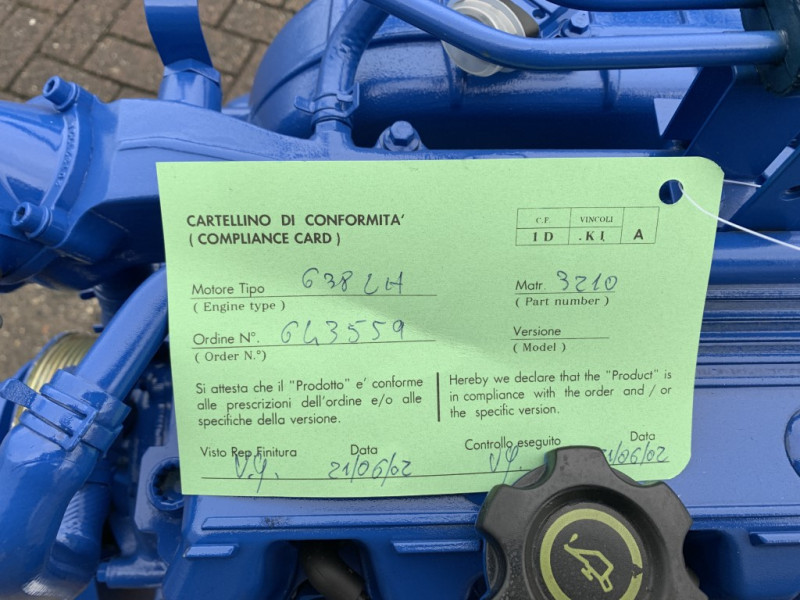 CARTELLINO DI CONFORMITA'
( COMPLIANCE CARD )
C.F. VINCOLI
1D .KI A
Motore Tipo 638 LH
( Engine type )
Matr. 3210
( Part number )
Ordine N°. 643559
( Order N.°)
Versione
( Model )
Si attesta che il "Prodotto" e' conforme
alle prescrizioni dell'ordine e/o alle
specifiche della versione.
Hereby we declare that the "Product" is
in compliance with the order and / or
the specific version.
Visto Rep Finitura Data
21/06/02
Controllo eseguito Data
21/06/02